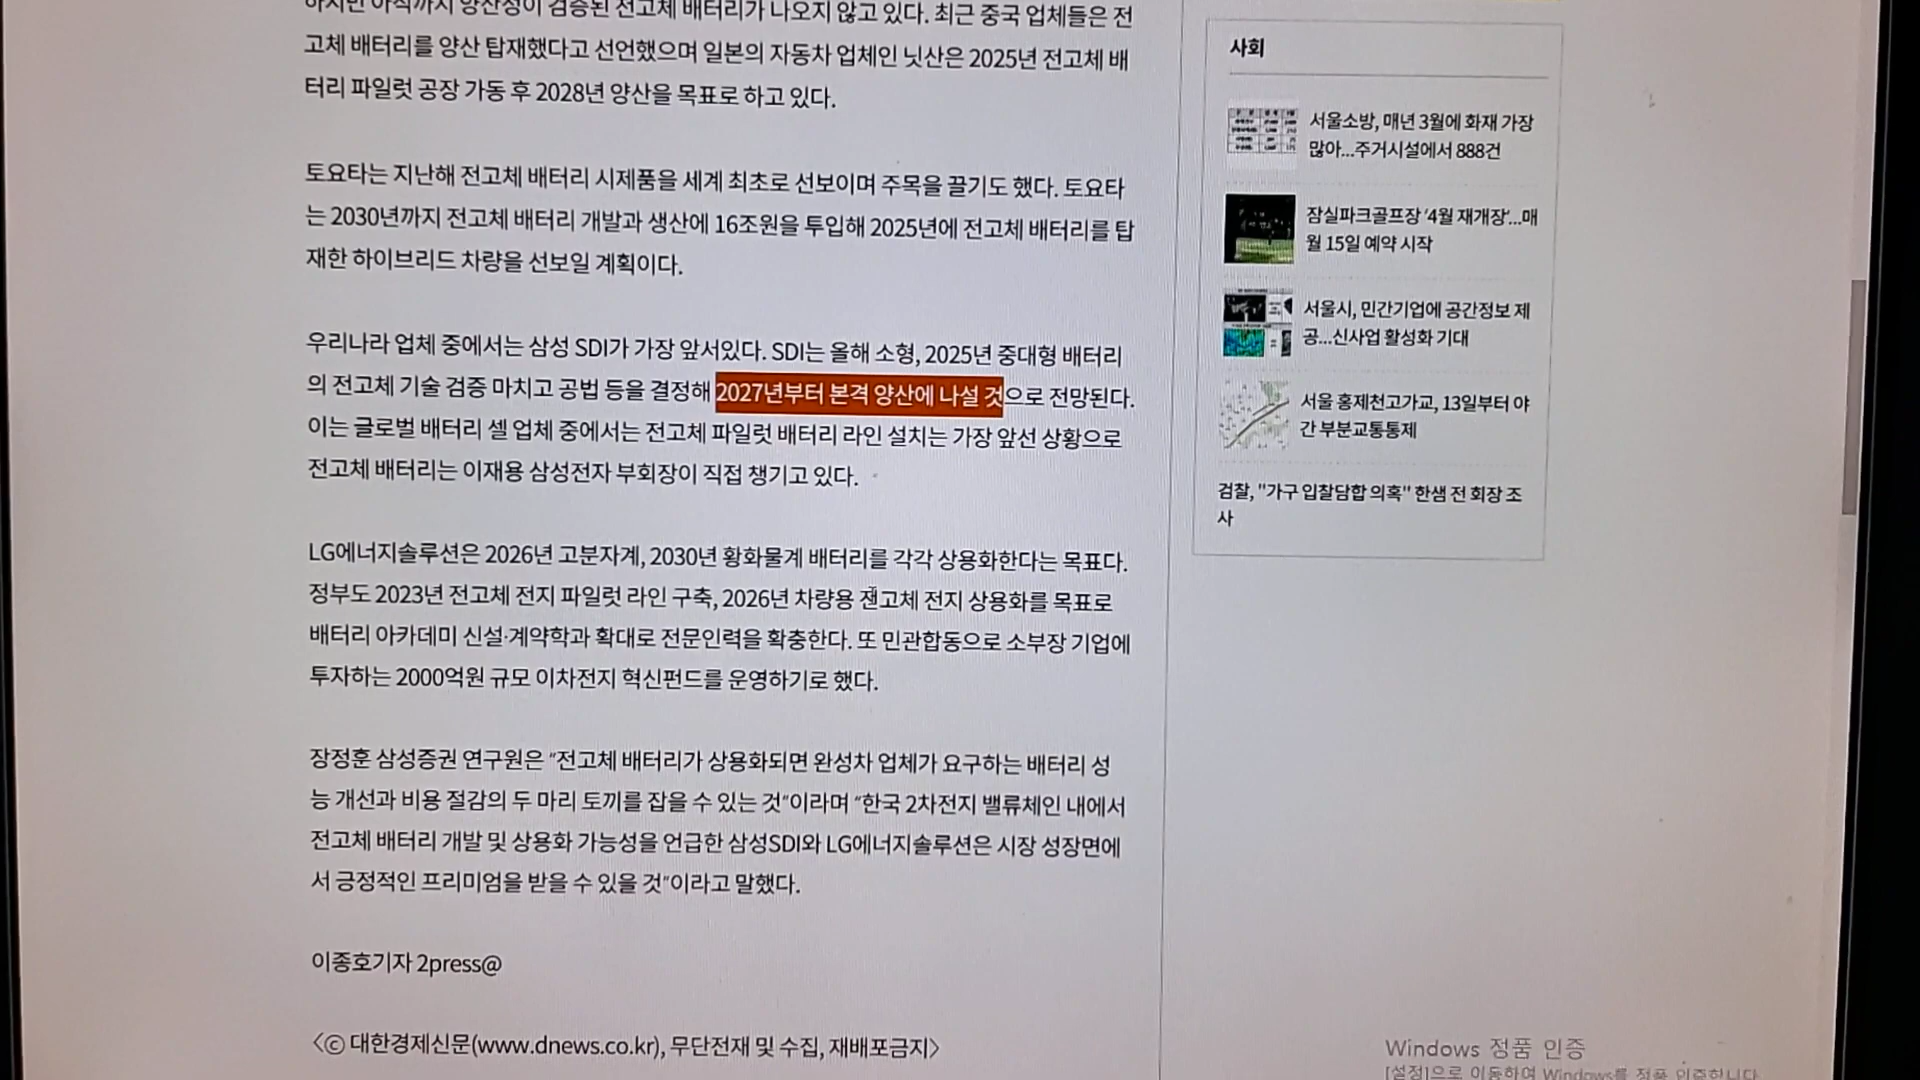 하지만 아직까지 양산성이 검증된 전고체 배터리가 나오지 않고 있다. 최근 중국 업체들은 전
고체 배터리를 양산 탑재했다고 선언했으며 일본의 자동차 업체인 닛산은 2025년 전고체 배
터리 파일럿 공장 가동 후 2028년 양산을 목표로 하고 있다.
토요타는 지난해 전고체 배터리 시제품을 세계 최초로 선보이며 주목을 끌기도 했다. 토요타
는 2030년까지 전고체 배터리 개발과 생산에 16조원을 투입해 2025년에 전고체 배터리를 탑
재한 하이브리드 차량을 선보일 계획이다.
우리나라 업체 중에서는 삼성 SDI가 가장 앞서있다. SDI는 올해 소형, 2025년 중대형 배터리
의 전고체 기술 검증 마치고 공법 등을 결정해 2027년부터 본격 양산에 나설 것으로 전망된다.
이는 글로벌 배터리 셀 업체 중에서는 전고체 파일럿 배터리 라인 설치는 가장 앞선 상황으로
전고체 배터리는 이재용 삼성전자 부회장이 직접 챙기고 있다.
LG에너지솔루션은 2026년 고분자계, 2030년 황화물계 배터리를 각각 상용화한다는 목표다.
정부도 2023년 전고체 전지 파일럿 라인 구축, 2026년 차량용 전고체 전지 상용화를 목표로
배터리 아카데미 신설·계약학과 확대로 전문인력을 확충한다. 또 민관합동으로 소부장 기업에
투자하는 2000억원 규모 이차전지 혁신펀드를 운영하기로 했다.
장정훈 삼성증권 연구원은 “전고체 배터리가 상용화되면 완성차 업체가 요구하는 배터리 성
능 개선과 비용 절감의 두 마리 토끼를 잡을 수 있는 것”이라며 “한국 2차전지 밸류체인 내에서
전고체 배터리 개발 및 상용화 가능성을 언급한 삼성SDI와 LG에너지솔루션은 시장 성장면에
서 긍정적인 프리미엄을 받을 수 있을 것”이라고 말했다.
이종호기자 2press@
〈ⓒ 대한경제신문(www.dnews.co.kr), 무단전재 및 수집, 재배포금지〉
사회
서울소방, 매년 3월에 화재 가장
많아...주거시설에서 888건
잠실파크골프장 '4월 재개장'...매
월 15일 예약 시작
서울시, 민간기업에 공간정보 제
공...신사업 활성화 기대
서울 홍제천고가교, 13일부터 야
간 부분교통통제
검찰, "가구 입찰담합 의혹" 한샘 전 회장 조
사
Windows 정품 인증
[설정]으로 이동하여 Windows를 정품 인증합니다